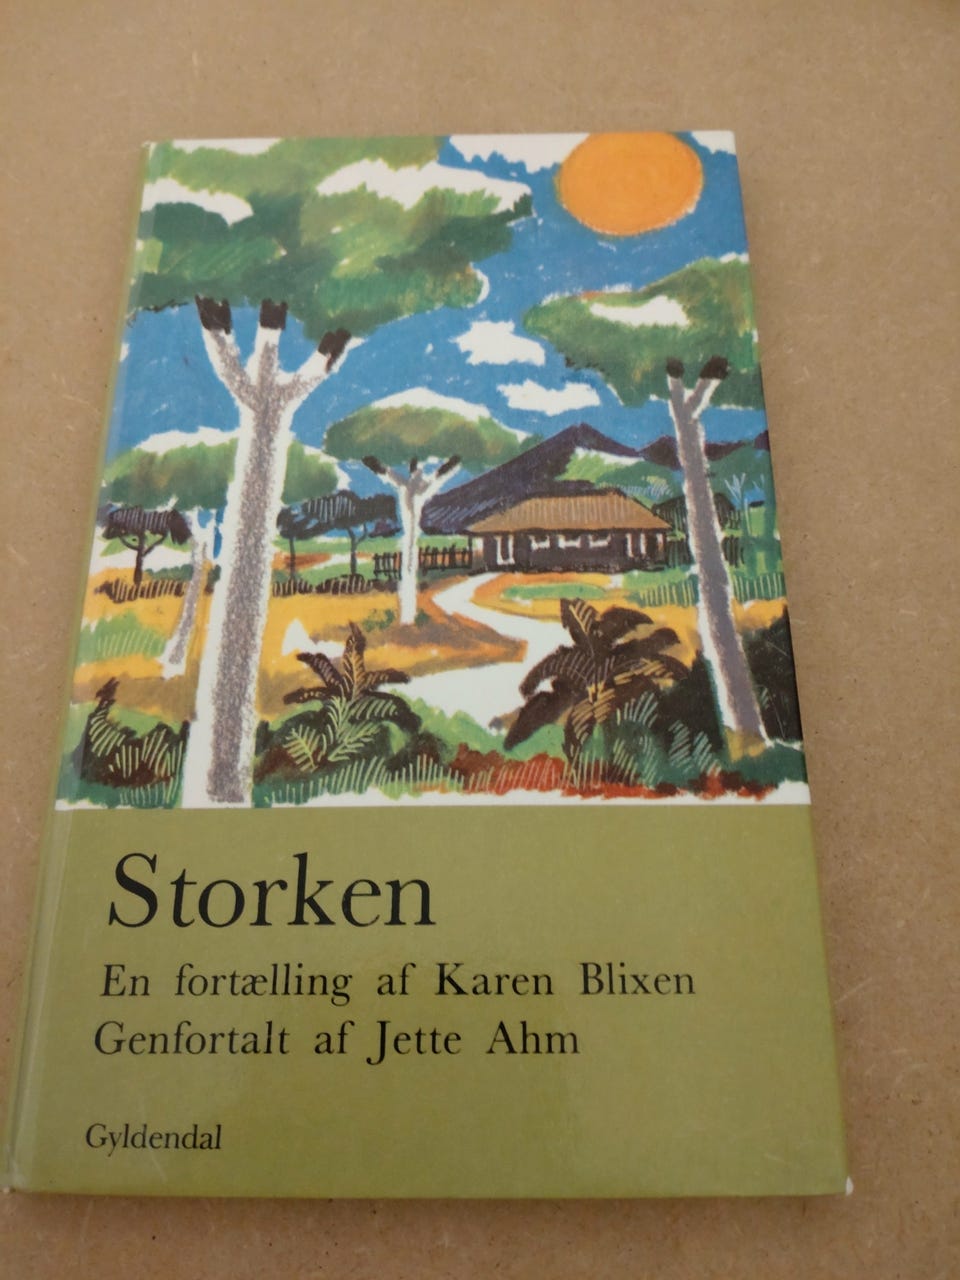 Storken
En fortælling af Karen Blixen
Genfortalt af Jette Ahm
Gyldendal